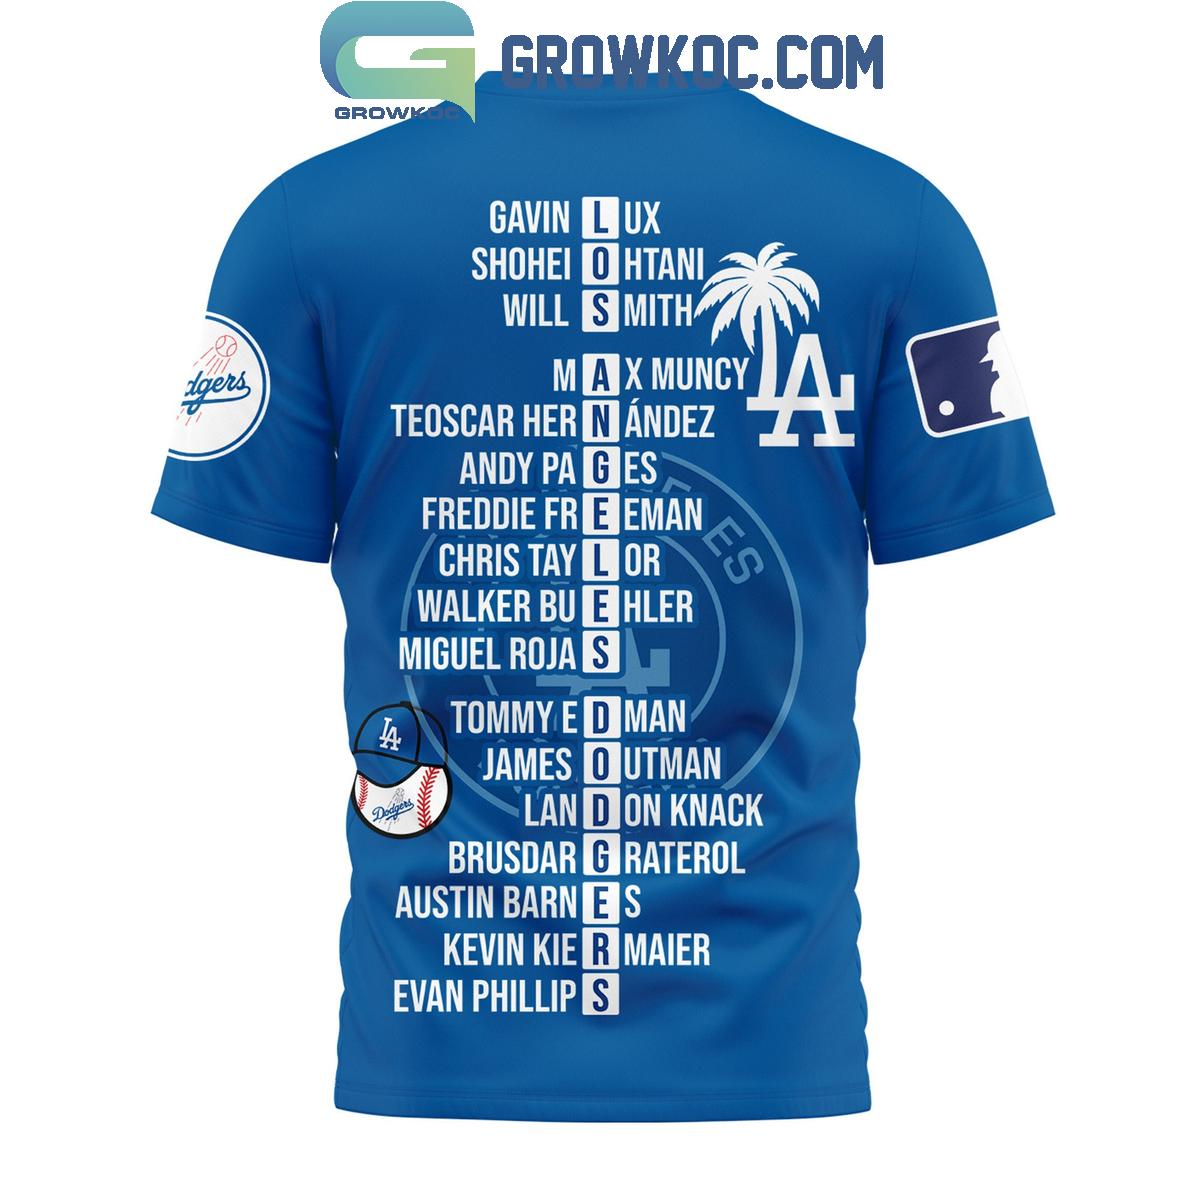 GROWKOC
GROWKOC.COM
GAVIN LUX
SHOHEI OHTANI
WILL SMITH
MAX MUNCY
LA
TEOSCAR HERNÁNDEZ
ANDY PAGES
FREDDIE FREEMAN
CHRIS TAYLOR
WALKER BUEHLER
MIGUEL ROJAS
TOMMY EDMAN
JAMES OUTMAN
LANDON KNACK
BRUSDAR GRATEROL
AUSTIN BARNES
KEVIN KIERMAIER
EVAN PHILLIPS
dgers
LA
Dodgers
ES